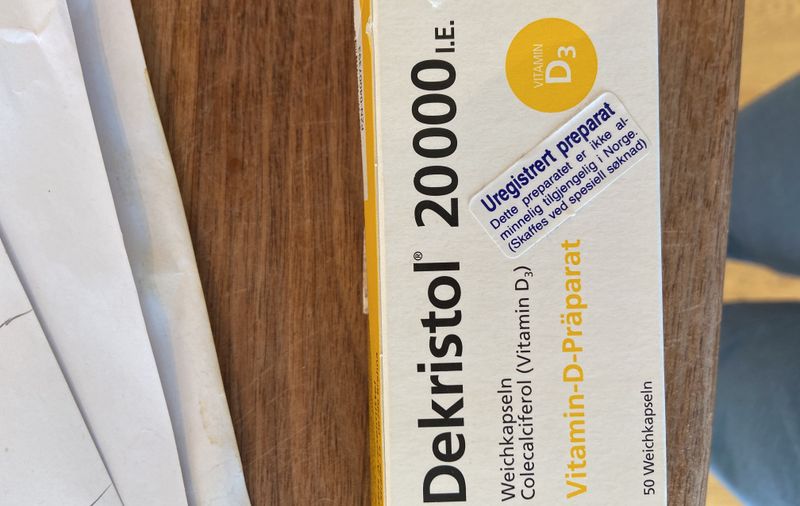 Dekristol® 20000 I.E.
VITAMIN
D3
Uregistrert preparat
Dette preparatet er ikke al-
minnelig tilgjengelig i Norge.
(Skaffes ved spesiell søknad)
Weichkapseln
Colecalciferol (Vitamin D3)
Vitamin-D-Präparat
50 Weichkapseln